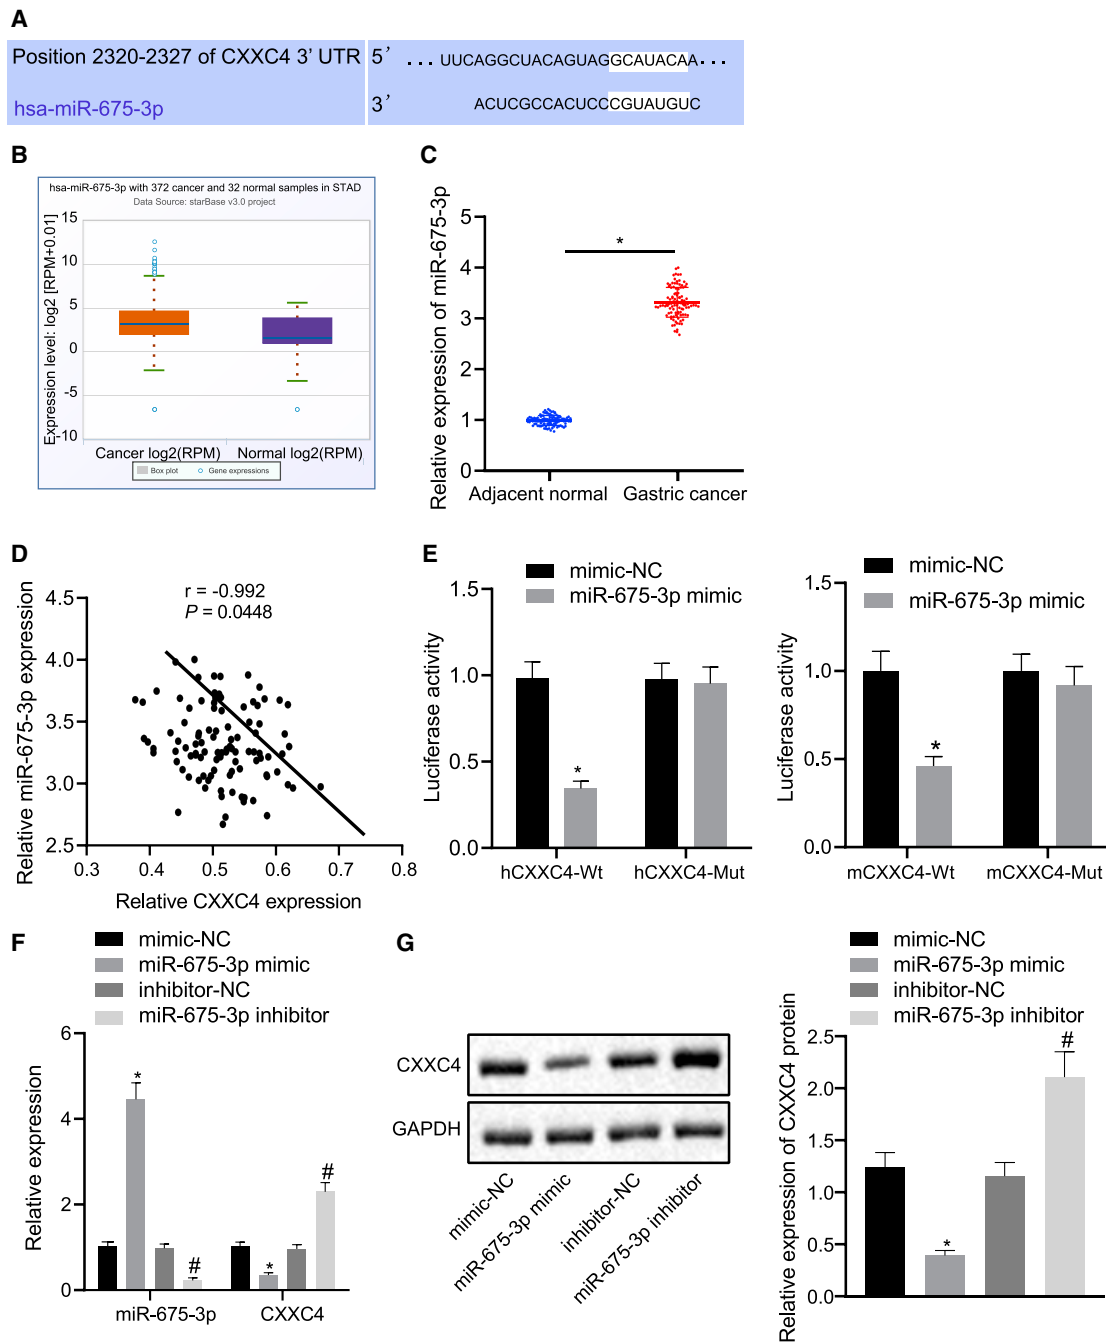 A
Position 2320-2327 of CXXC4 3' UTR 5' ... UUCAGGCUACAGUAGGCAUACAA...
hsa-miR-675-3p 3' ACUCGCCACUCCCGUAUGUC
B
hsa-miR-675-3p with 372 cancer and 32 normal samples in STAD
Data Source: starBase v3.0 project
Expression level: log2 [RPM+0.01]
15
10
5
0
-5
-10
Cancer log2(RPM) Normal log2(RPM)
Box plot Gene expressions
C
Relative expression of miR-675-3p
5
4
3
2
1
0
*
Adjacent normal Gastric cancer
D
r = -0.992
P = 0.0448
Relative miR-675-3p expression
4.5
4.0
3.5
3.0
2.5
0.3 0.4 0.5 0.6 0.7 0.8
Relative CXXC4 expression
E
mimic-NC
miR-675-3p mimic
Luciferase activity
1.5
1.0
0.5
0.0
*
hCXXC4-Wt hCXXC4-Mut
mimic-NC
miR-675-3p mimic
Luciferase activity
1.5
1.0
0.5
0.0
*
mCXXC4-Wt mCXXC4-Mut
F
mimic-NC
miR-675-3p mimic
inhibitor-NC
miR-675-3p inhibitor
Relative expression
6
4
2
0
* # * #
miR-675-3p CXXC4
G
CXXC4
GAPDH
mimic-NC
miR-675-3p mimic
inhibitor-NC
miR-675-3p inhibitor
mimic-NC
miR-675-3p mimic
inhibitor-NC
miR-675-3p inhibitor
Relative expression of CXXC4 protein
2.5
2.0
1.5
1.0
0.5
0.0
* #